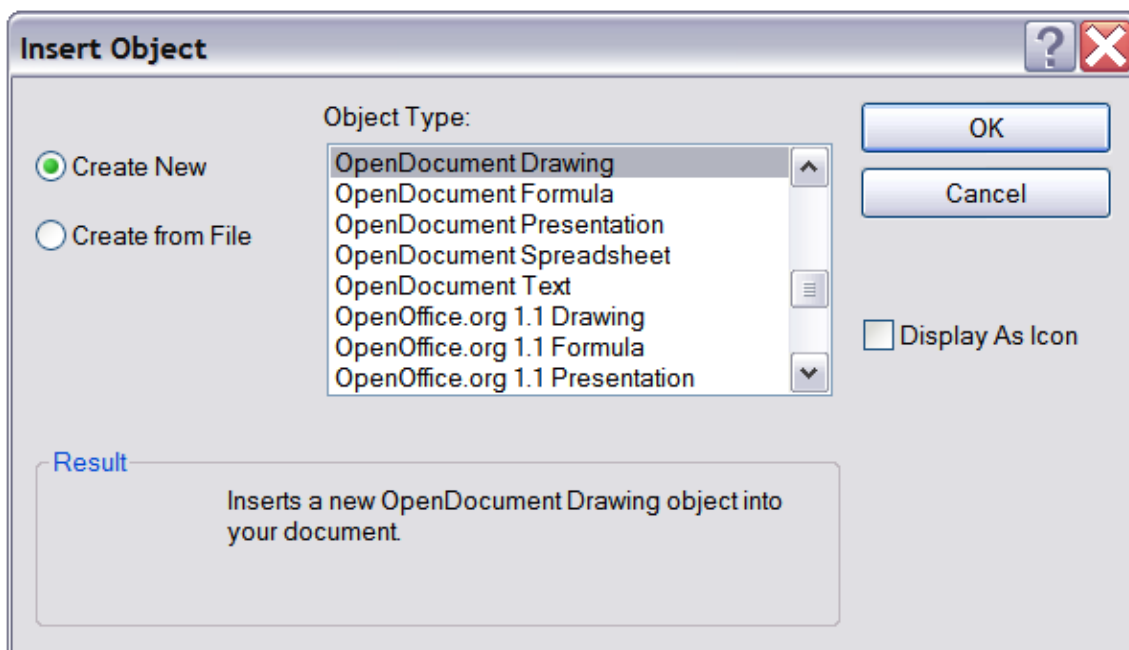 Insert Object
Object Type:
Create New
Create from File
OpenDocument Drawing
OpenDocument Formula
OpenDocument Presentation
OpenDocument Spreadsheet
OpenDocument Text
OpenOffice.org 1.1 Drawing
OpenOffice.org 1.1 Formula
OpenOffice.org 1.1 Presentation
OK
Cancel
Display As Icon
Result
Inserts a new OpenDocument Drawing object into
your document.